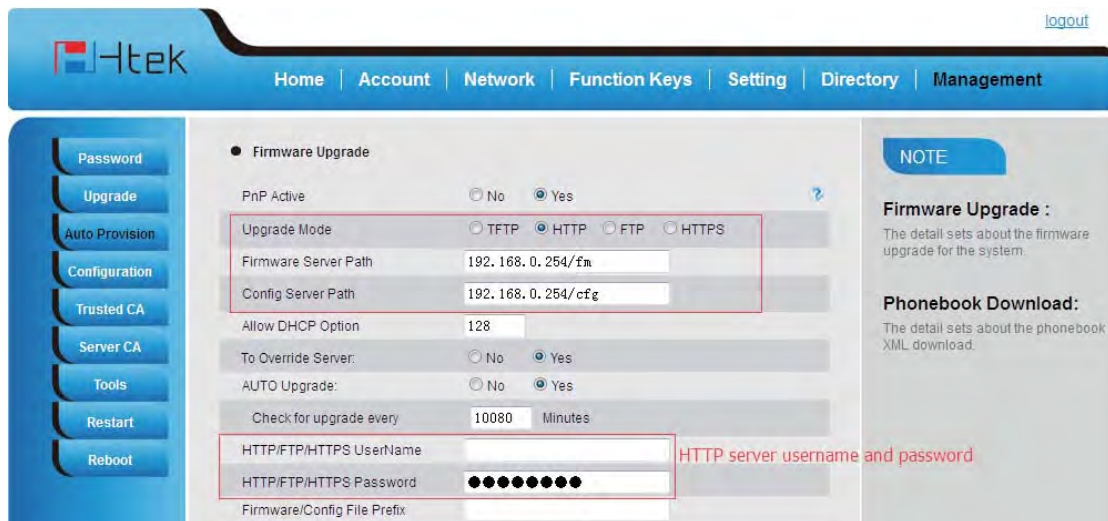 logout
Htek
Home | Account | Network | Function Keys | Setting | Directory | Management
Password
Upgrade
Auto Provision
Configuration
Trusted CA
Server CA
Tools
Restart
Reboot
Firmware Upgrade
PnP Active No Yes ?
Upgrade Mode TFTP HTTP FTP HTTPS
Firmware Server Path 192.168.0.254/fm
Config Server Path 192.168.0.254/cfg
Allow DHCP Option 128
To Override Server: No Yes
AUTO Upgrade: No Yes
Check for upgrade every 10080 Minutes
HTTP/FTP/HTTPS UserName
HTTP server username and password
HTTP/FTP/HTTPS Password ●●●●●●●●
Firmware/Config File Prefix
NOTE
Firmware Upgrade :
The detail sets about the firmware
upgrade for the system.
Phonebook Download:
The detail sets about the phonebook
XML download.